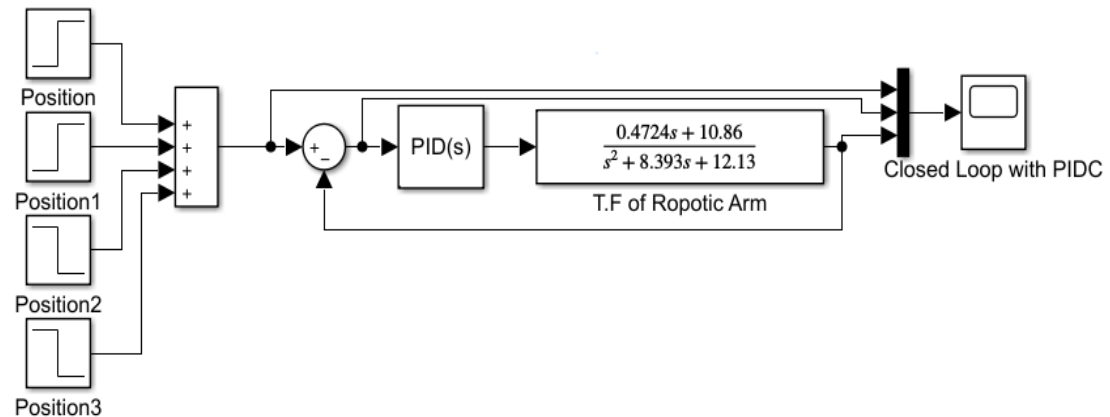 Position
Position1
Position2
Position3
+
+
+
+
+
−
PID(s)
0.4724s + 10.86
s² + 8.393s + 12.13
T.F of Ropotic Arm
Closed Loop with PIDC